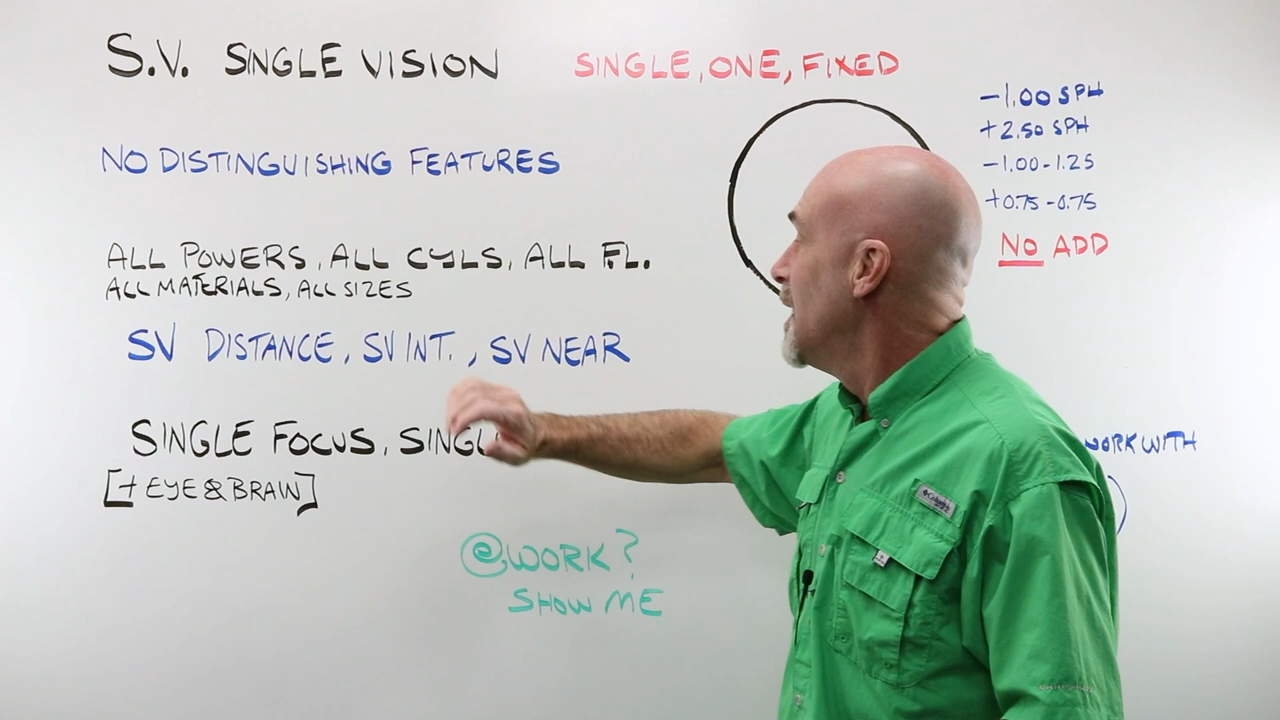 S.V. SINGLE VISION SINGLE, ONE, FIXED
-1.00 SPH
+2.50 SPH
NO DISTINGUISHING FEATURES
-1.00-1.25
+0.75-0.75
NO ADD
ALL POWERS, ALL CYLS, ALL FL.
ALL MATERIALS, ALL SIZES
SV DISTANCE, SV INT., SV NEAR
SINGLE FOCUS,
WORK WITH
[+ EYE & BRAIN]
Columbia
@WORK?
SHOW ME